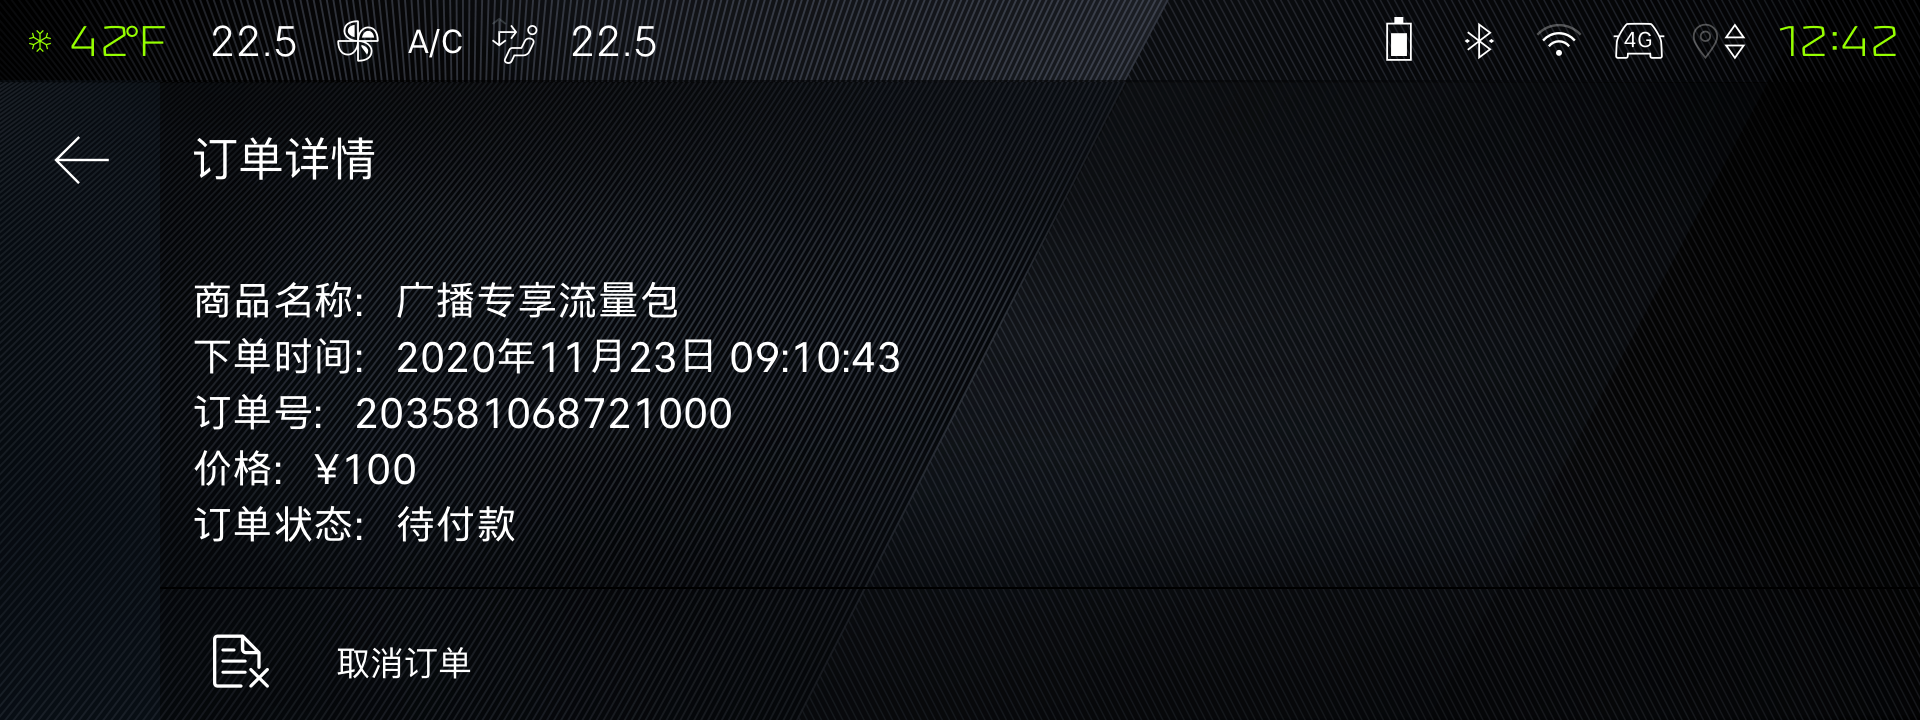 42°F 22.5 A/C 22.5 4G 12:42
订单详情
商品名称: 广播专享流量包
下单时间: 2020年11月23日 09:10:43
订单号: 203581068721000
价格: ¥100
订单状态: 待付款
取消订单